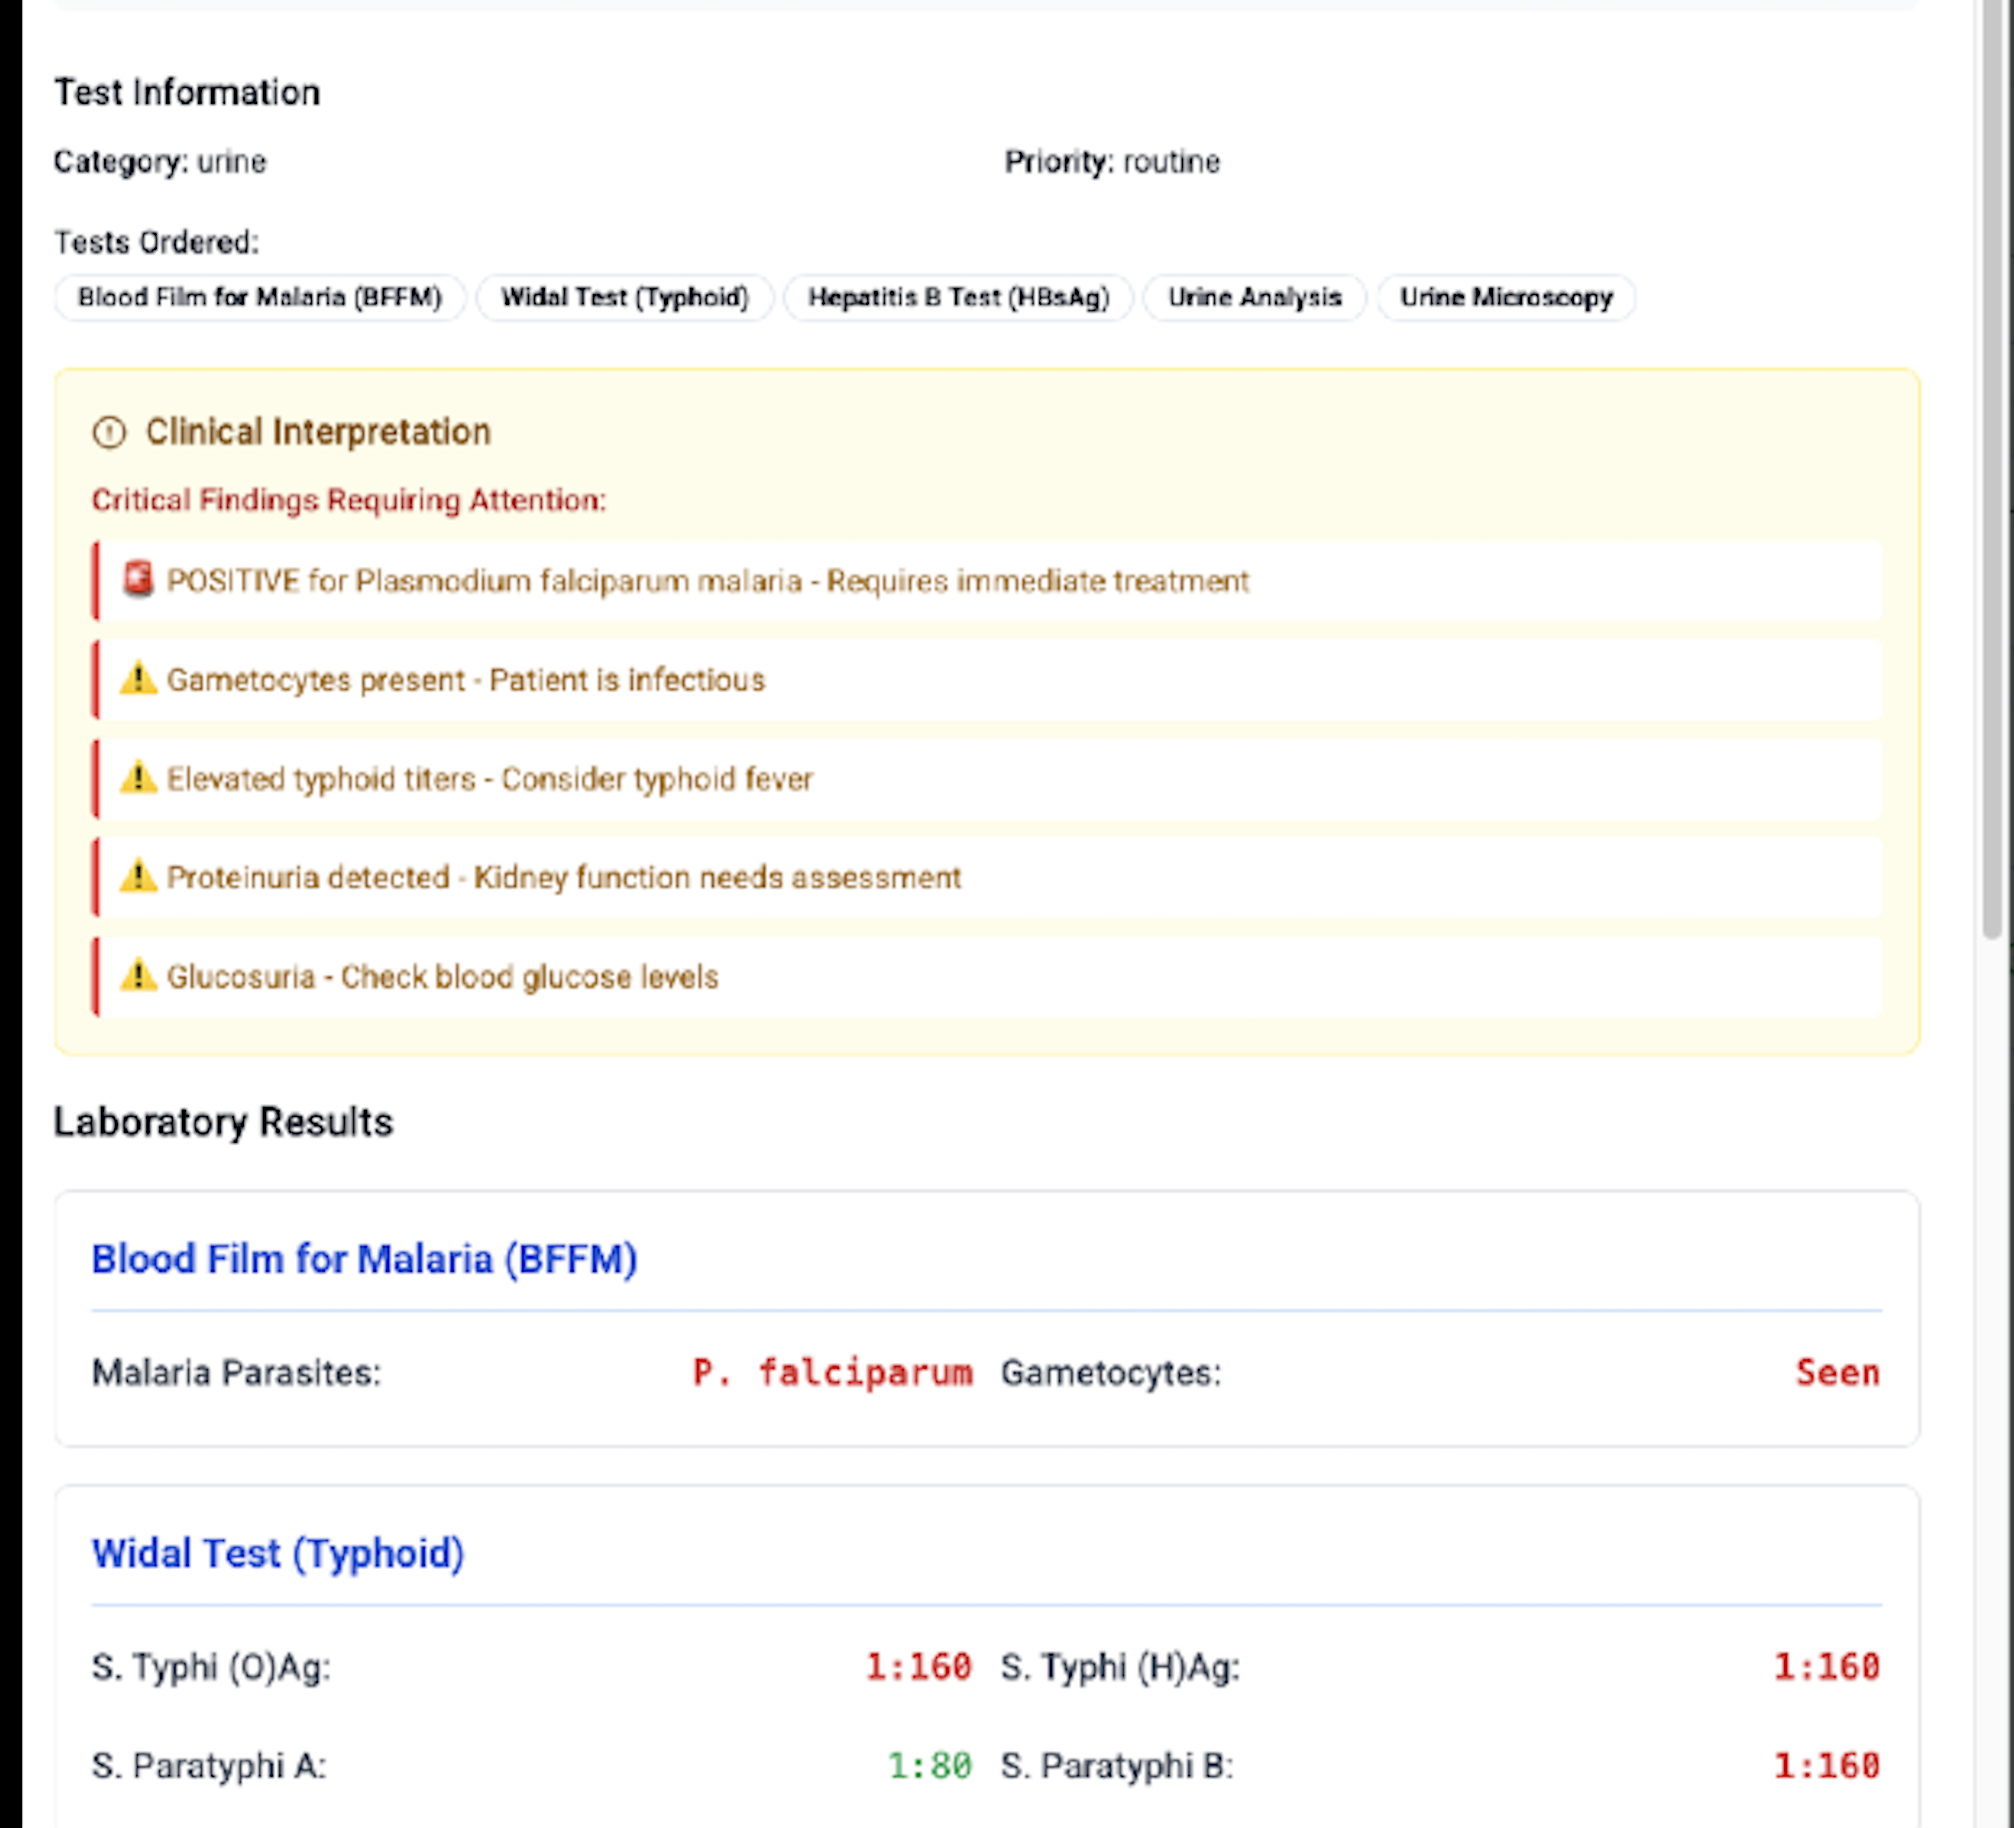 Test Information
Category: urine Priority: routine
Tests Ordered:
Blood Film for Malaria (BFFM) Widal Test (Typhoid) Hepatitis B Test (HBsAg) Urine Analysis Urine Microscopy
Clinical Interpretation
Critical Findings Requiring Attention:
🚨 POSITIVE for Plasmodium falciparum malaria - Requires immediate treatment
⚠️ Gametocytes present - Patient is infectious
⚠️ Elevated typhoid titers - Consider typhoid fever
⚠️ Proteinuria detected - Kidney function needs assessment
⚠️ Glucosuria - Check blood glucose levels
Laboratory Results
Blood Film for Malaria (BFFM)
Malaria Parasites: P. falciparum Gametocytes: Seen
Widal Test (Typhoid)
S. Typhi (O)Ag: 1:160 S. Typhi (H)Ag: 1:160
S. Paratyphi A: 1:80 S. Paratyphi B: 1:160